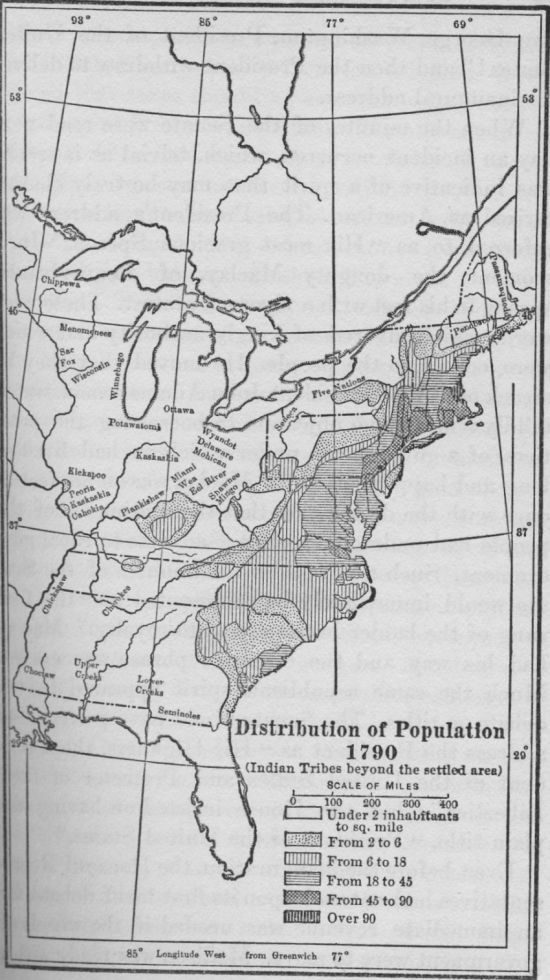 93°
85°
77°
69°
53°
53°
Chippewa
Passamaquoddy
45
45
Menomonees
Sac
Fox
Wisconsin
Winnebago
Ottawa
Potawatomi
Five Nations
Seneca
Wyandot
Delaware
Mohican
Kaskaskia
Miami
Wea
Eel River
Shawnee
Mingo
Kickapoo
Peoria
Kaskaskia
Cahokia
Piankishaw
37
37
Chickasaw
Cherokee
Choctaw
Upper
Creeks
Lower
Creeks
Seminoles
29°
29°
Distribution of Population
1790
(Indian Tribes beyond the settled area)
SCALE OF MILES
0 100 200 300 400
Under 2 inhabitants
to sq. mile
From 2 to 6
From 6 to 18
From 18 to 45
From 45 to 90
Over 90
85° Longitude West from Greenwich 77°